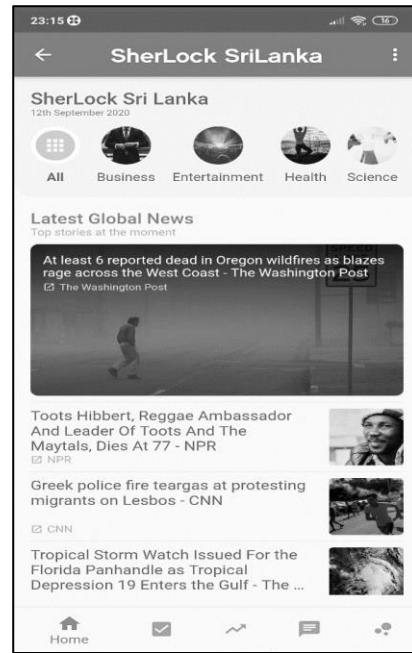 23:15
16
SherLock SriLanka
SherLock Sri Lanka
12th September 2020
All
Business
Entertainment
Health
Science
Latest Global News
Top stories at the moment
At least 6 reported dead in Oregon wildfires as blazes
rage across the West Coast - The Washington Post
The Washington Post
Toots Hibbert, Reggae Ambassador
And Leader Of Toots And The
Maytals, Dies At 77 - NPR
NPR
Greek police fire teargas at protesting
migrants on Lesbos - CNN
CNN
Tropical Storm Watch Issued For the
Florida Panhandle as Tropical
Depression 19 Enters the Gulf - The ...
Home